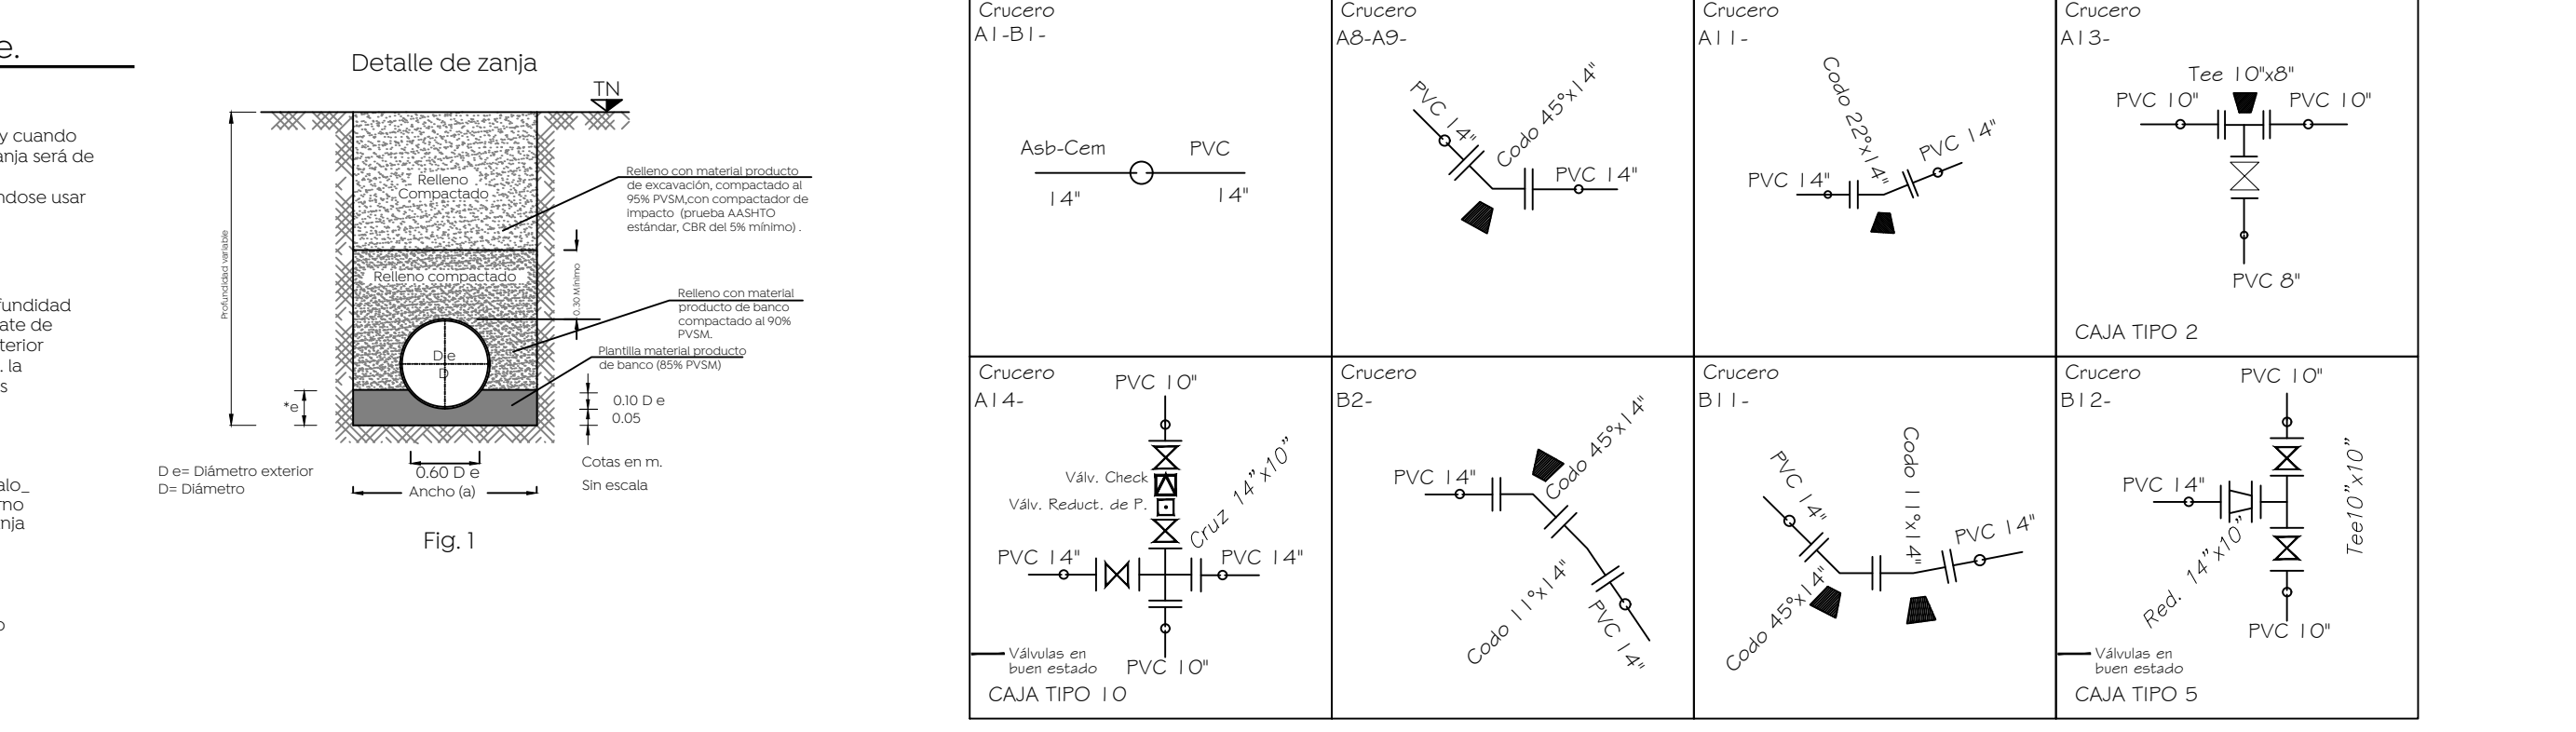 e.
y cuando
anja será de
ndose usar
fundidad
ate de
terior
. la
s
alo_
rno
nja
o
Detalle de zanja
TN
Relleno
Compactado
Relleno con material producto
de excavación, compactado al
95% PVSM,con compactador de
impacto (prueba AASHTO
estándar, CBR del 5% mínimo) .
Profundidad variable
Relleno compactado
0.30 Mínimo
Relleno con material
producto de banco
compactado al 90%
PVSM.
D e
D
Plantilla material producto
de banco (85% PVSM)
*e
0.10 D e
0.05
0.60 D e
Ancho (a)
D e= Diámetro exterior
D= Diámetro
Cotas en m.
Sin escala
Fig. 1
Crucero
A1-B1-
Asb-Cem
PVC
14"
14"
Crucero
A8-A9-
PVC 14"
Codo 45°x14"
PVC 14"
Crucero
A11-
Codo 22°x14"
PVC 14"
PVC 14"
Crucero
A13-
Tee 10"x8"
PVC 10"
PVC 10"
PVC 8"
CAJA TIPO 2
Crucero
A14-
PVC 10"
Válv. Check
Válv. Reduct. de P.
Cruz 14"x10"
PVC 14"
PVC 14"
Válvulas en
buen estado
PVC 10"
CAJA TIPO 10
Crucero
B2-
PVC 14"
Codo 45°x14"
Codo 11°x14"
PVC 14"
Crucero
B11-
PVC 14"
Codo 11°x14"
PVC 14"
Codo 45°x14"
Crucero
B12-
PVC 10"
PVC 14"
Tee10"x10"
Red. 14"x10"
PVC 10"
Válvulas en
buen estado
CAJA TIPO 5